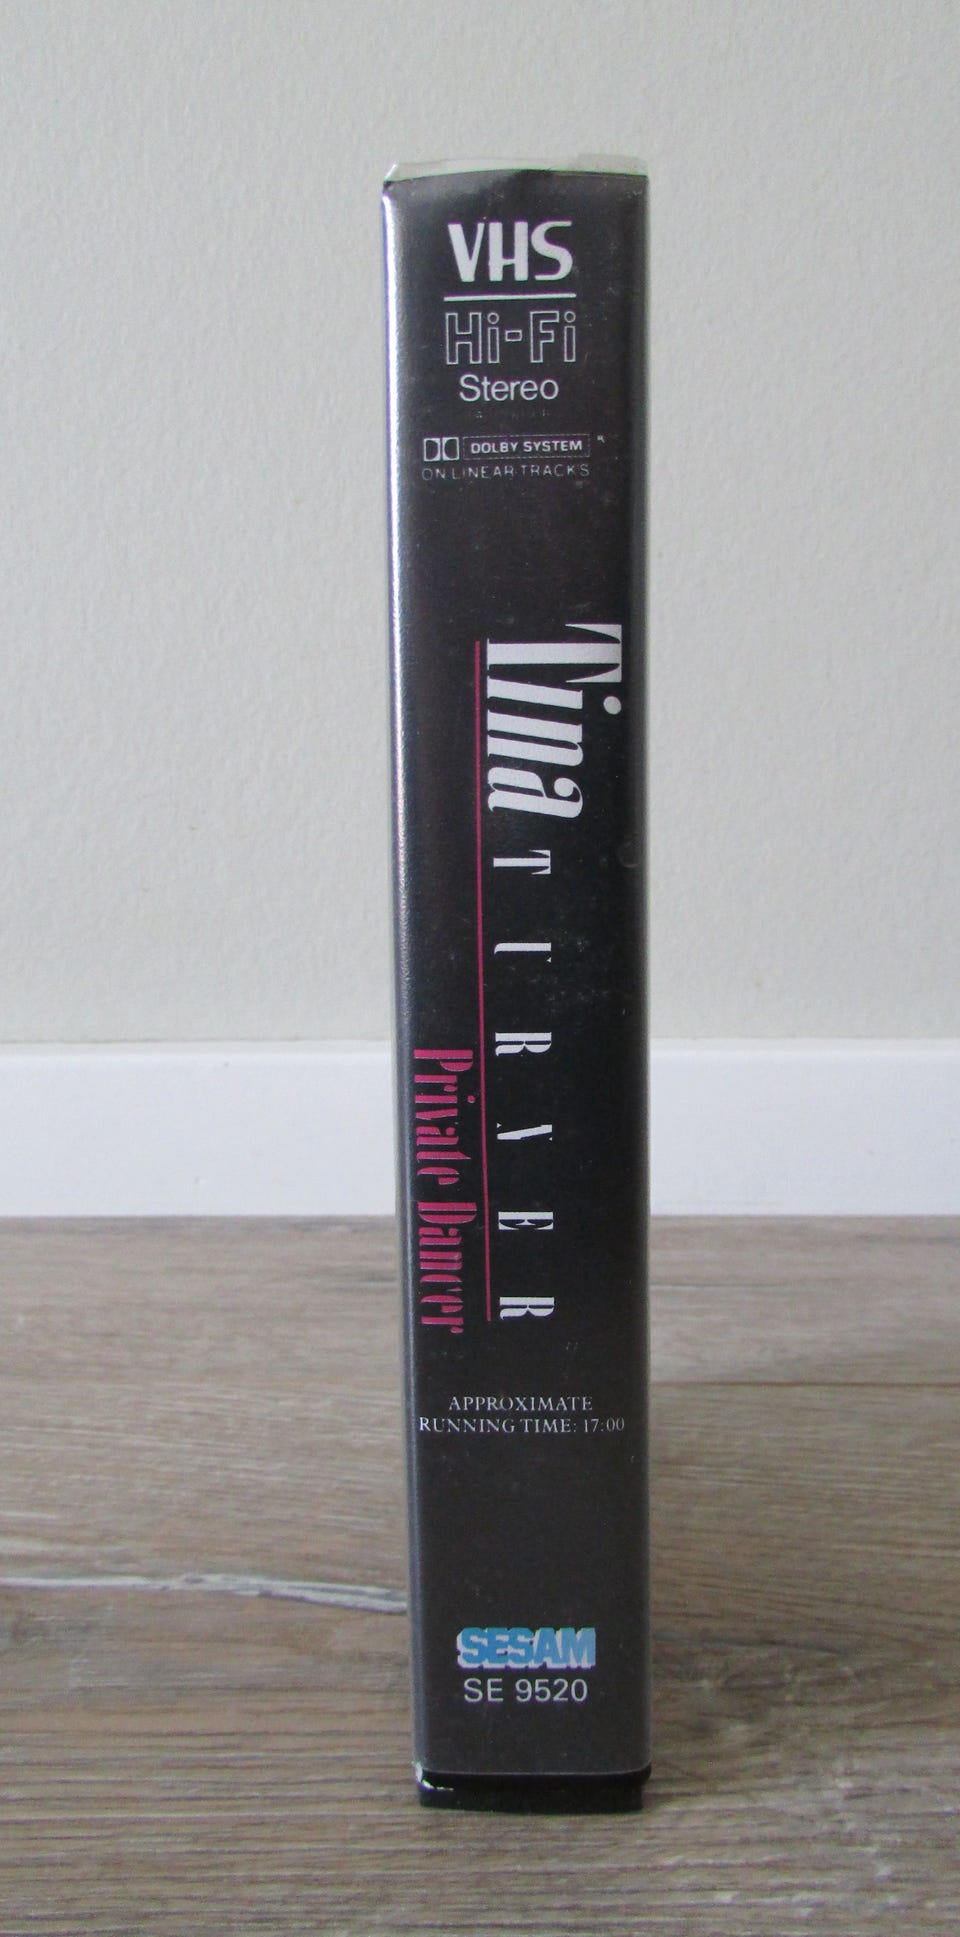 VHS
Hi-Fi
Stereo
DOLBY SYSTEM
ON LINEAR TRACKS
Tina TURNER
Private Dancer
APPROXIMATE
RUNNING TIME: 17:00
SESAM
SE 9520